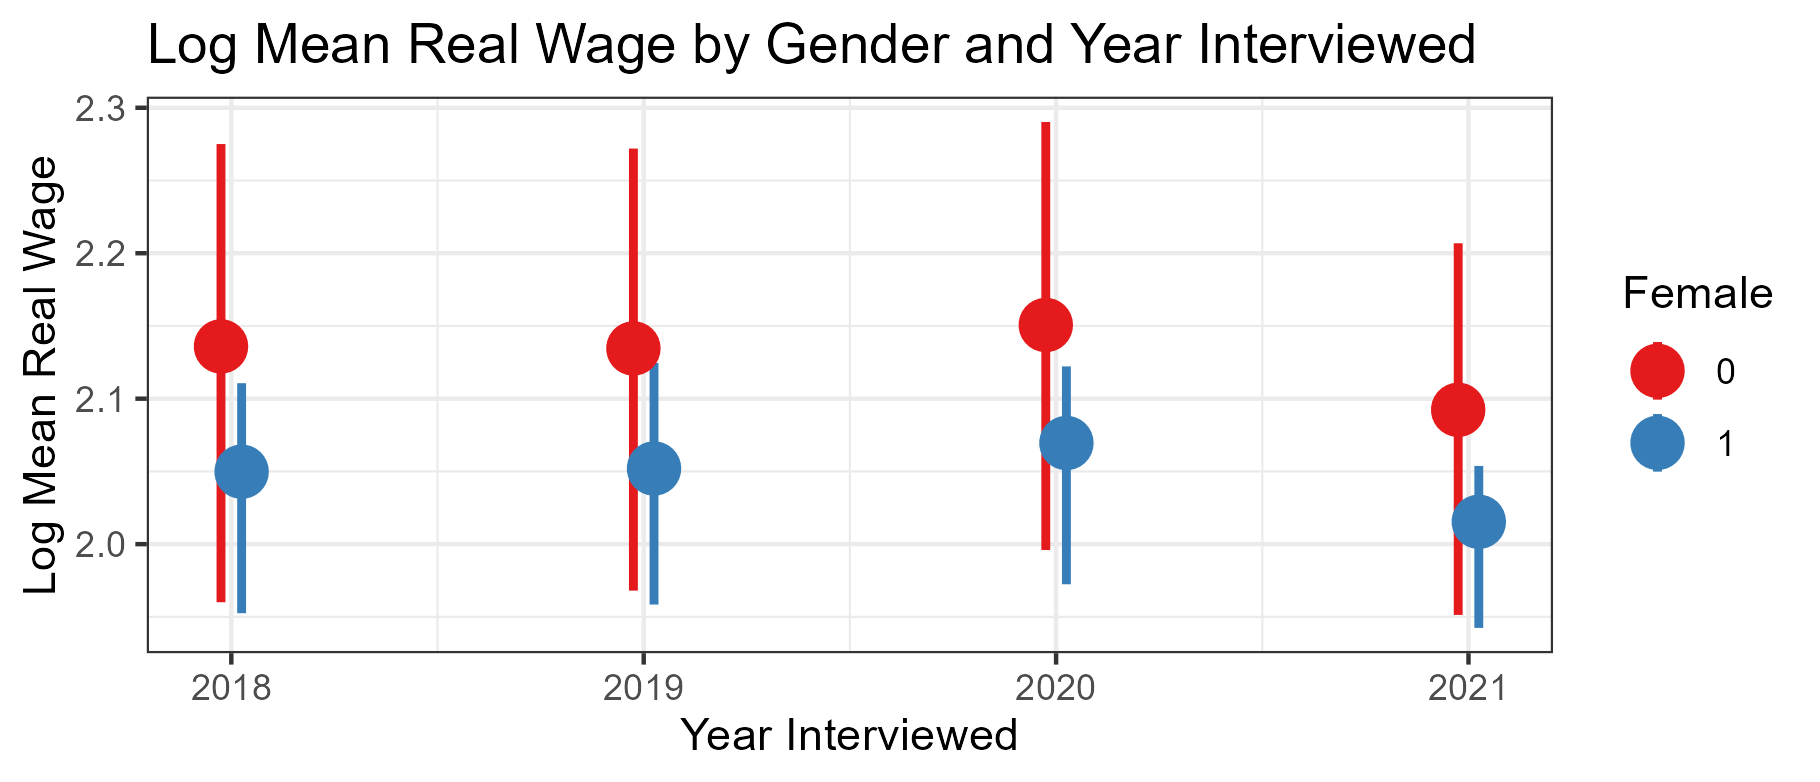 Log Mean Real Wage by Gender and Year Interviewed
Log Mean Real Wage
2.3
2.2
2.1
2.0
2018
2019
2020
2021
Year Interviewed
Female
0
1